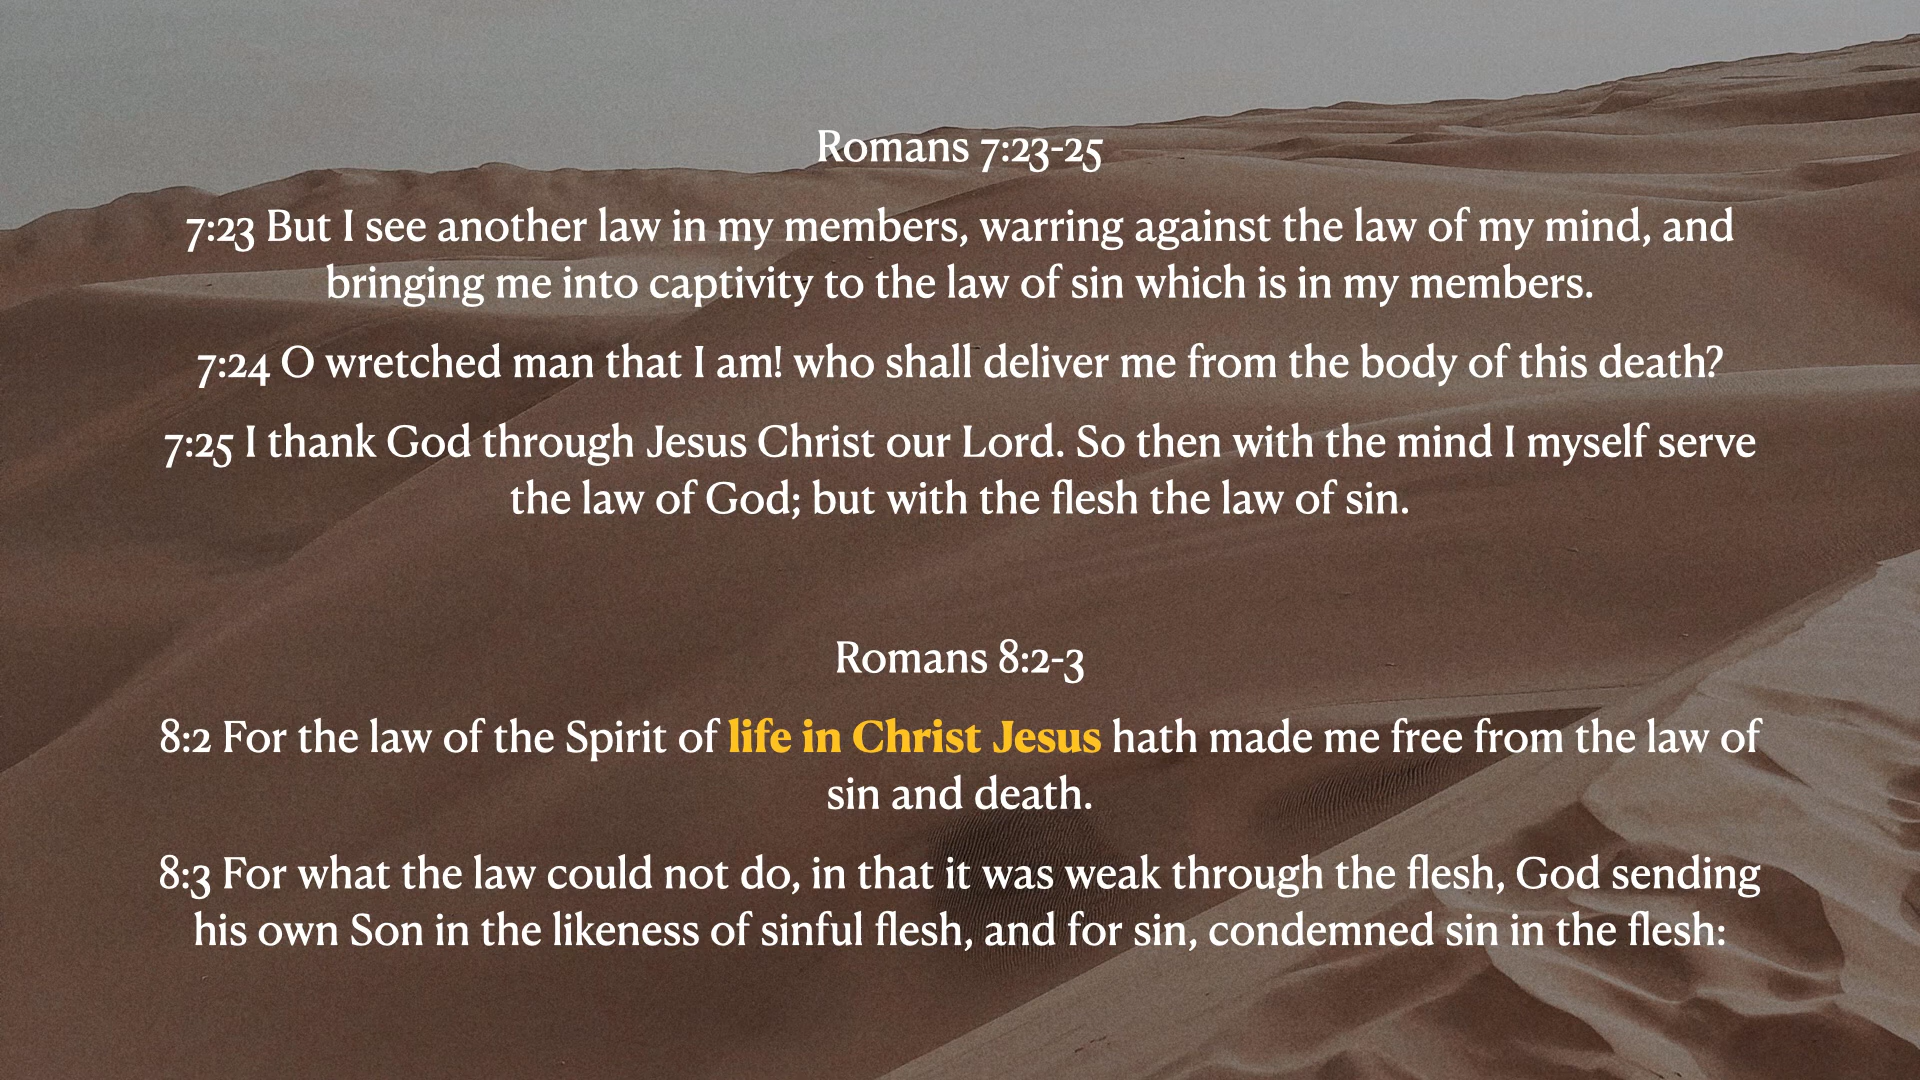 Romans 7:23-25
7:23 But I see another law in my members, warring against the law of my mind, and
bringing me into captivity to the law of sin which is in my members.
7:24 O wretched man that I am! who shall deliver me from the body of this death?
7:25 I thank God through Jesus Christ our Lord. So then with the mind I myself serve
the law of God; but with the flesh the law of sin.
Romans 8:2-3
8:2 For the law of the Spirit of life in Christ Jesus hath made me free from the law of
sin and death.
8:3 For what the law could not do, in that it was weak through the flesh, God sending
his own Son in the likeness of sinful flesh, and for sin, condemned sin in the flesh: